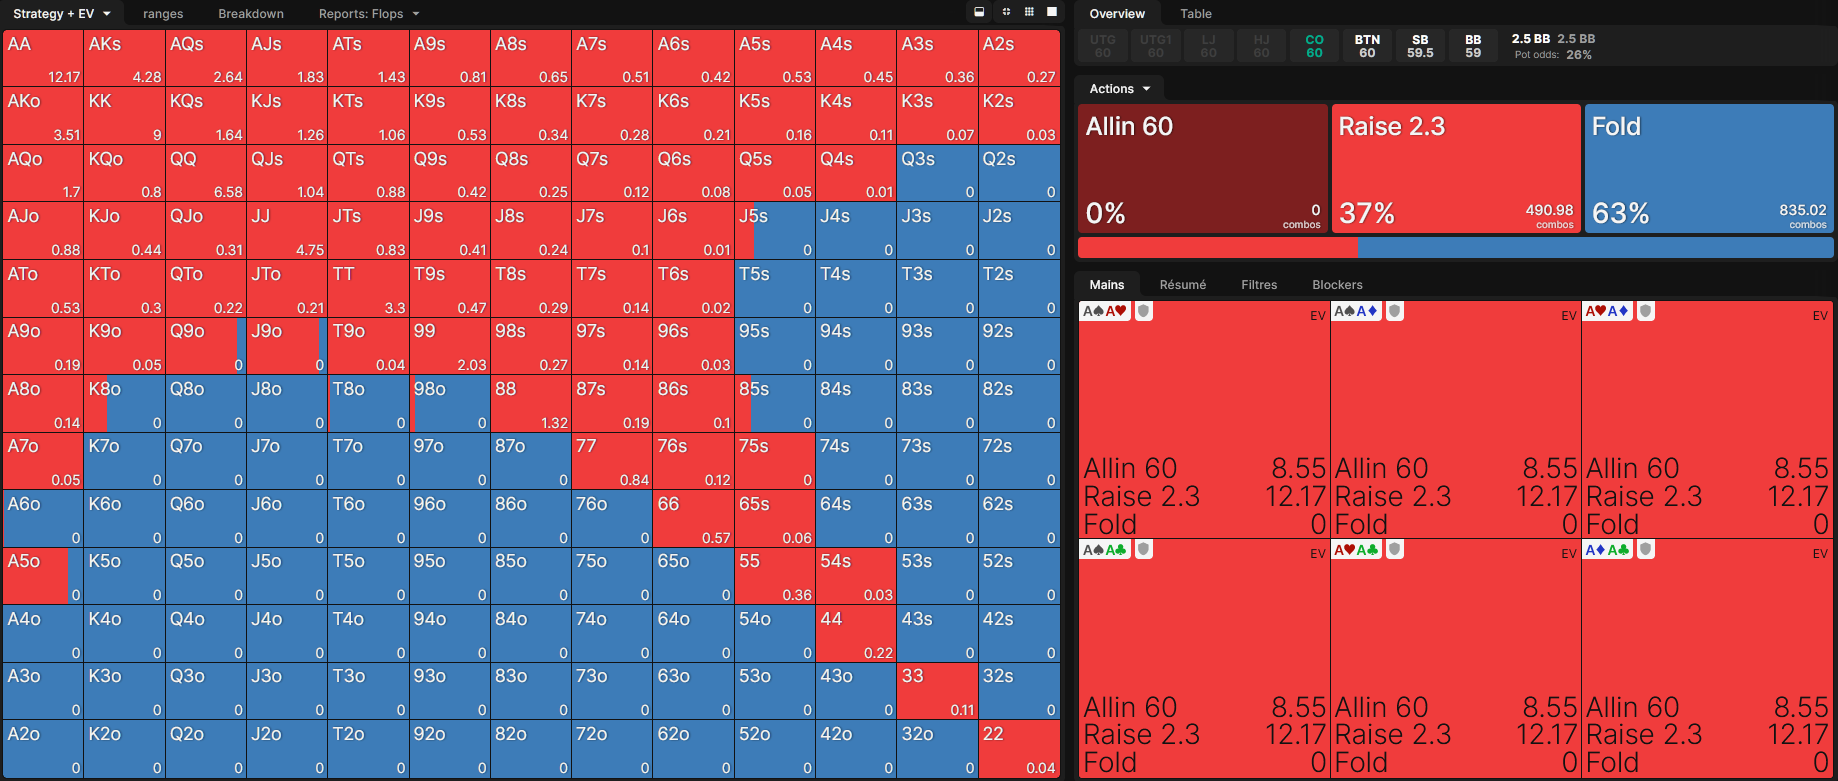 Strategy + EV ranges Breakdown Reports: Flops
AA AKs AQs AJs ATs A9s A8s A7s A6s A5s A4s A3s A2s
12.17 4.28 2.64 1.83 1.43 0.81 0.65 0.51 0.42 0.53 0.45 0.36 0.27
AKo KK KQs KJs KTs K9s K8s K7s K6s K5s K4s K3s K2s
3.51 9 1.64 1.26 1.06 0.53 0.34 0.28 0.21 0.16 0.11 0.07 0.03
AQo KQo QQ QJs QTs Q9s Q8s Q7s Q6s Q5s Q4s Q3s Q2s
1.7 0.8 6.58 1.04 0.88 0.42 0.25 0.12 0.08 0.05 0.01 0 0
AJo KJo QJo JJ JTs J9s J8s J7s J6s J5s J4s J3s J2s
0.88 0.44 0.31 4.75 0.83 0.41 0.24 0.1 0.01 0 0 0 0
ATo KTo QTo JTo TT T9s T8s T7s T6s T5s T4s T3s T2s
0.53 0.3 0.22 0.21 3.3 0.47 0.29 0.14 0.02 0 0 0 0
A9o K9o Q9o J9o T9o 99 98s 97s 96s 95s 94s 93s 92s
0.19 0.05 0 0 0.04 2.03 0.27 0.14 0.03 0 0 0 0
A8o K8o Q8o J8o T8o 98o 88 87s 86s 85s 84s 83s 82s
0.14 0 0 0 0 0 1.32 0.19 0.1 0 0 0 0
A7o K7o Q7o J7o T7o 97o 87o 77 76s 75s 74s 73s 72s
0.05 0 0 0 0 0 0 0.84 0.12 0 0 0 0
A6o K6o Q6o J6o T6o 96o 86o 76o 66 65s 64s 63s 62s
0 0 0 0 0 0 0 0 0.57 0.06 0 0 0
A5o K5o Q5o J5o T5o 95o 85o 75o 65o 55 54s 53s 52s
0 0 0 0 0 0 0 0 0 0.36 0.03 0 0
A4o K4o Q4o J4o T4o 94o 84o 74o 64o 54o 44 43s 42s
0 0 0 0 0 0 0 0 0 0 0.22 0 0
A3o K3o Q3o J3o T3o 93o 83o 73o 63o 53o 43o 33 32s
0 0 0 0 0 0 0 0 0 0 0 0.11 0
A2o K2o Q2o J2o T2o 92o 82o 72o 62o 52o 42o 32o 22
0 0 0 0 0 0 0 0 0 0 0 0 0.04
Overview Table
UTG UTG1 LJ HJ CO BTN SB BB 2.5 BB 2.5 BB
60 60 60 60 60 60 59.5 59 Pot odds: 26%
Actions
Allin 60 Raise 2.3 Fold
0% 0 combos 37% 490.98 combos 63% 835.02 combos
Mains Résumé Filtres Blockers
A♠A♥ EV A♠A♦ EV A♥A♦ EV
Allin 60 8.55 Allin 60 8.55 Allin 60 8.55
Raise 2.3 12.17 Raise 2.3 12.17 Raise 2.3 12.17
Fold 0 Fold 0 Fold 0
A♠A♣ EV A♥A♣ EV A♦A♣ EV
Allin 60 8.55 Allin 60 8.55 Allin 60 8.55
Raise 2.3 12.17 Raise 2.3 12.17 Raise 2.3 12.17
Fold 0 Fold 0 Fold 0